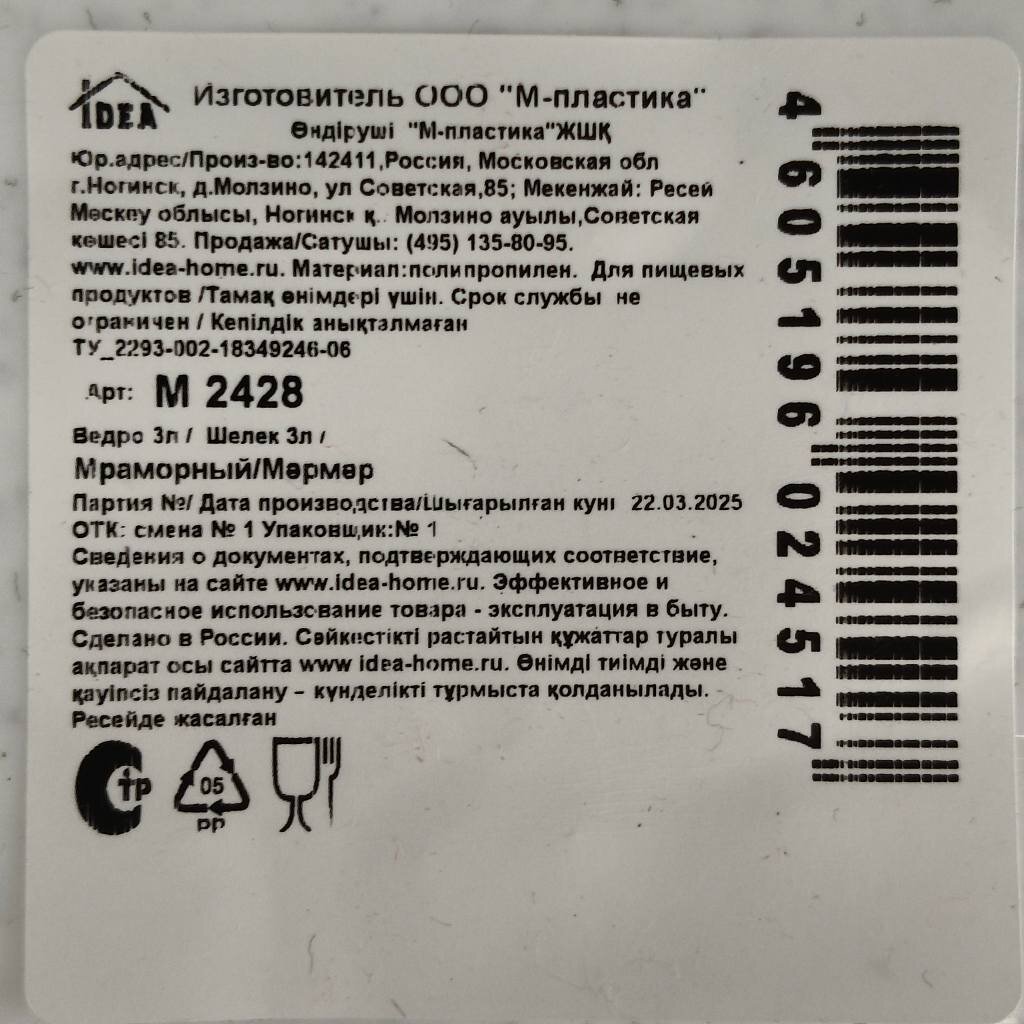 IDEA
Изготовитель ООО "М-пластика"
Өндіруші "М-пластика"ЖШҚ
Юр.адрес/Произ-во:142411,Россия, Московская обл
г.Ногинск, д.Молзино, ул Советская,85; Мекенжай: Ресей
Мәскеу облысы, Ногинск қ. Молзино ауылы,Советская
көшесі 85. Продажа/Сатушы: (495) 135-80-95.
www.idea-home.ru. Материал:полипропилен. Для пищевых
продуктов /Тамақ өнімдері үшін. Срок службы не
ограничен / Кепілдік анықталмаған
ТУ_2293-002-18349246-06
Арт: М 2428
Ведро 3л / Шелек 3л /
Мраморный/Мәрмәр
Партия №/ Дата производства/Шығарылған күні 22.03.2025
ОТК: смена № 1 Упаковщик:№ 1
Сведения о документах, подтверждающих соответствие,
указаны на сайте www.idea-home.ru. Эффективное и
безопасное использование товара - эксплуатация в быту.
Сделано в России. Сәйкестікті растайтын құжаттар туралы
ақпарат осы сайтта www idea-home.ru. Өнімді тиімді және
қауіпсіз пайдалану – күнделікті тұрмыста қолданылады.
Ресейде жасалған
СТР
05
PP
4 605196 024517